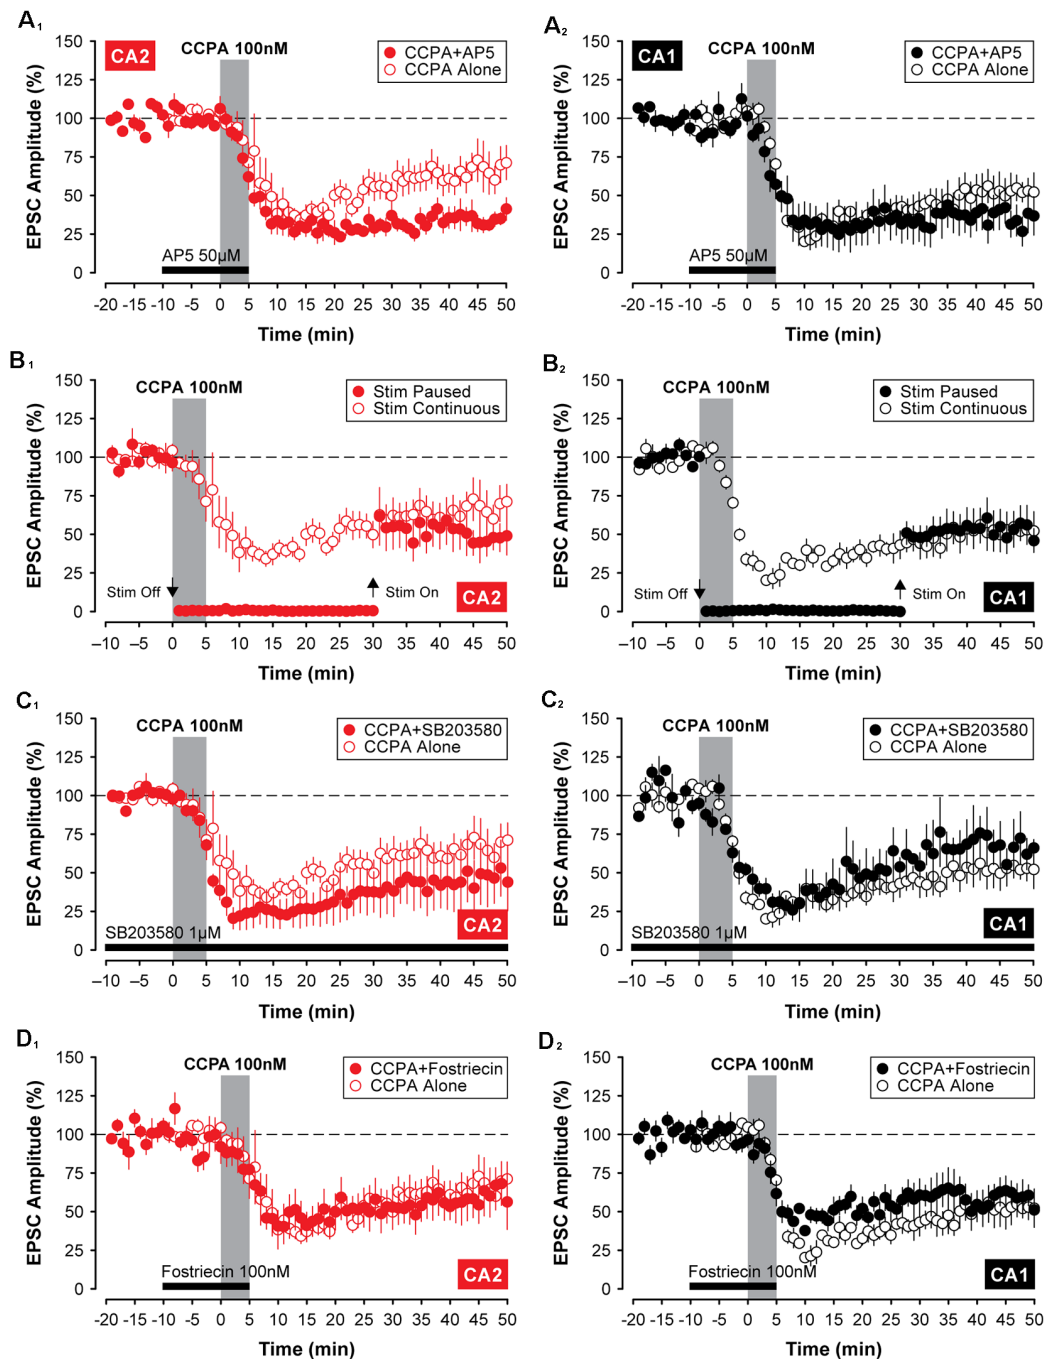 A1
CCPA 100nM
CA2
CCPA+AP5
CCPA Alone
150
125
100
75
50
25
0
EPSC Amplitude (%)
AP5 50μM
-20 -15 -10 -5 0 5 10 15 20 25 30 35 40 45 50
Time (min)
A2
CCPA 100nM
CA1
CCPA+AP5
CCPA Alone
150
125
100
75
50
25
0
EPSC Amplitude (%)
AP5 50μM
-20 -15 -10 -5 0 5 10 15 20 25 30 35 40 45 50
Time (min)
B1
CCPA 100nM
Stim Paused
Stim Continuous
150
125
100
75
50
25
0
EPSC Amplitude (%)
Stim Off
Stim On
CA2
–10 –5 0 5 10 15 20 25 30 35 40 45 50
Time (min)
B2
CCPA 100nM
Stim Paused
Stim Continuous
150
125
100
75
50
25
0
EPSC Amplitude (%)
Stim Off
Stim On
CA1
–10 –5 0 5 10 15 20 25 30 35 40 45 50
Time (min)
C1
CCPA 100nM
CCPA+SB203580
CCPA Alone
150
125
100
75
50
25
0
EPSC Amplitude (%)
CA2
SB203580 1μM
–10 –5 0 5 10 15 20 25 30 35 40 45 50
Time (min)
C2
CCPA 100nM
CCPA+SB203580
CCPA Alone
150
125
100
75
50
25
0
EPSC Amplitude (%)
CA1
SB203580 1μM
–10 –5 0 5 10 15 20 25 30 35 40 45 50
Time (min)
D1
CCPA 100nM
CCPA+Fostriecin
CCPA Alone
150
125
100
75
50
25
0
EPSC Amplitude (%)
Fostriecin 100nM
CA2
-20 -15 -10 -5 0 5 10 15 20 25 30 35 40 45 50
Time (min)
D2
CCPA 100nM
CCPA+Fostriecin
CCPA Alone
150
125
100
75
50
25
0
EPSC Amplitude (%)
Fostriecin 100nM
CA1
-20 -15 -10 -5 0 5 10 15 20 25 30 35 40 45 50
Time (min)